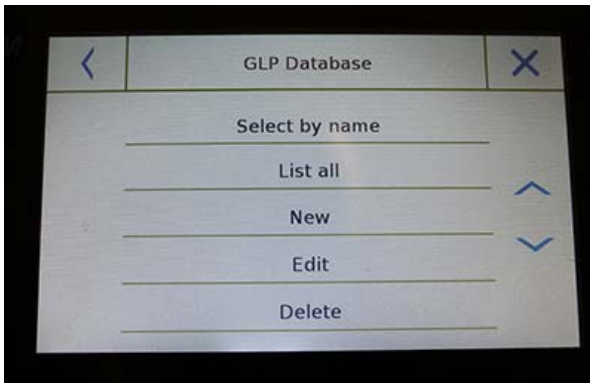 GLP Database
Select by name
List all
New
Edit
Delete